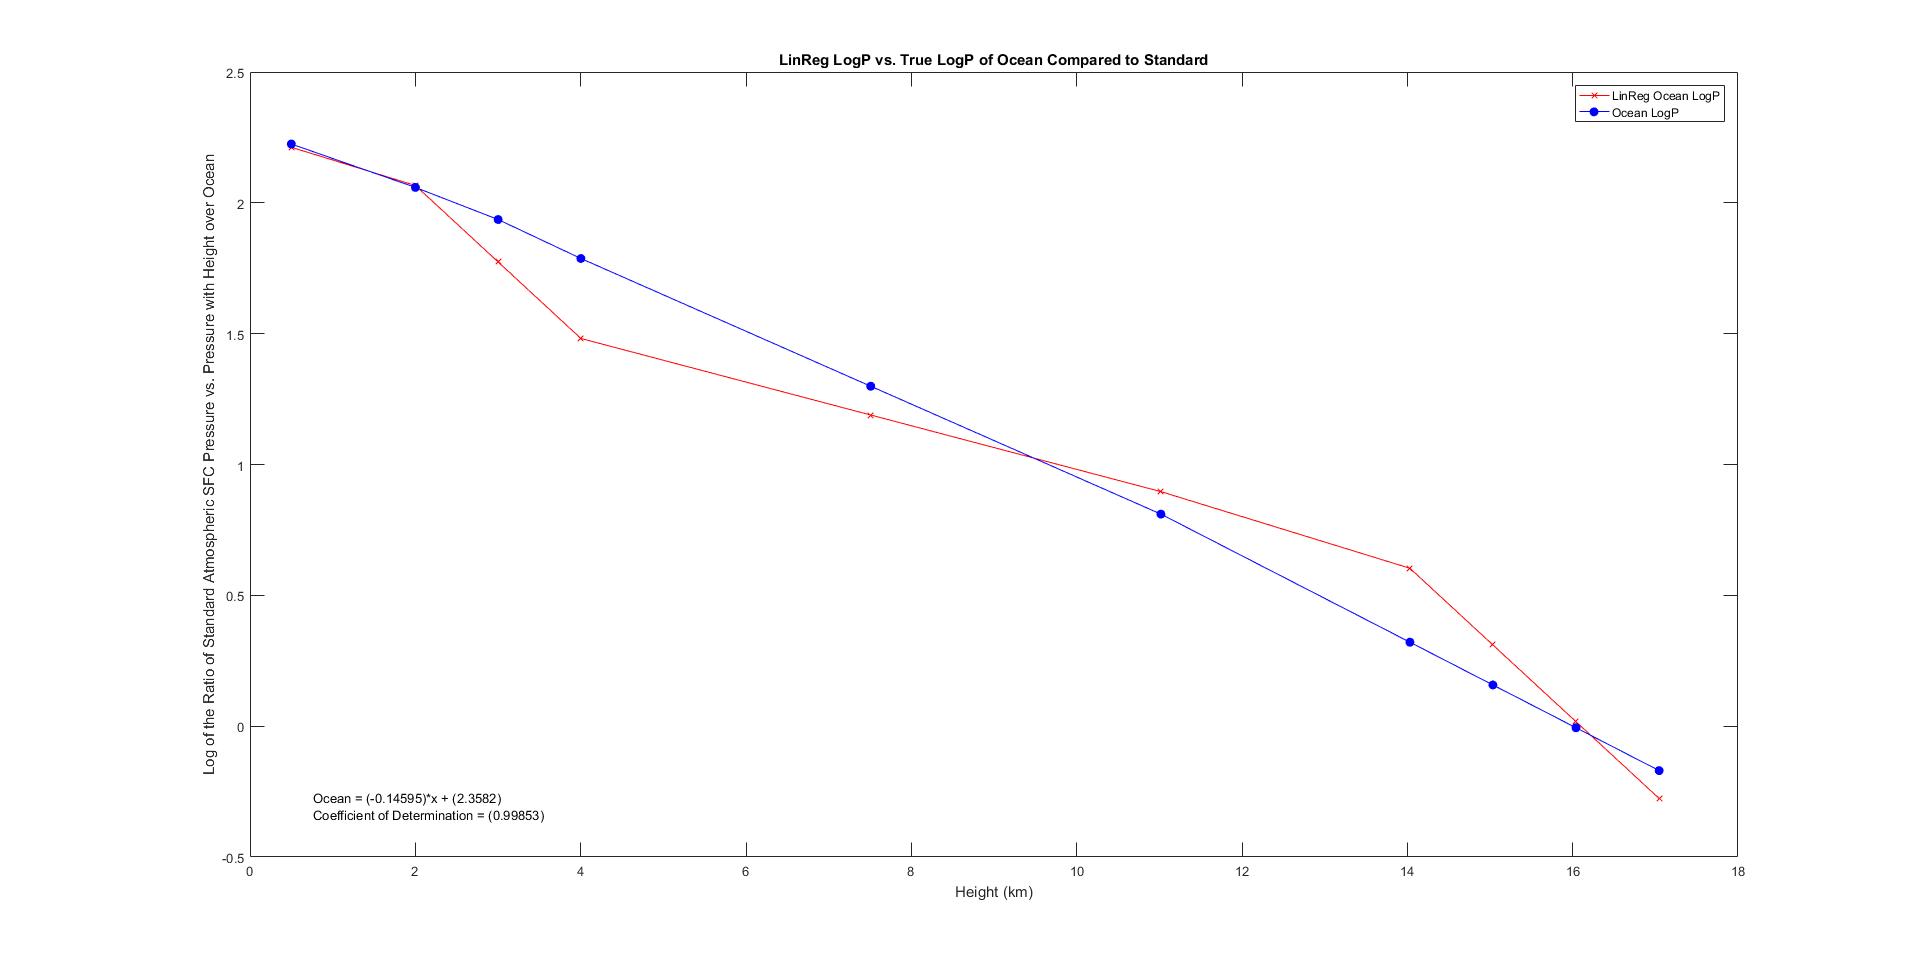 LinReg LogP vs. True LogP of Ocean Compared to Standard
2.5
2
1.5
1
0.5
0
-0.5
Log of the Ratio of Standard Atmospheric SFC Pressure vs. Pressure with Height over Ocean
LinReg Ocean LogP
Ocean LogP
Ocean = (-0.14595)*x + (2.3582)
Coefficient of Determination = (0.99853)
0 2 4 6 8 10 12 14 16 18
Height (km)